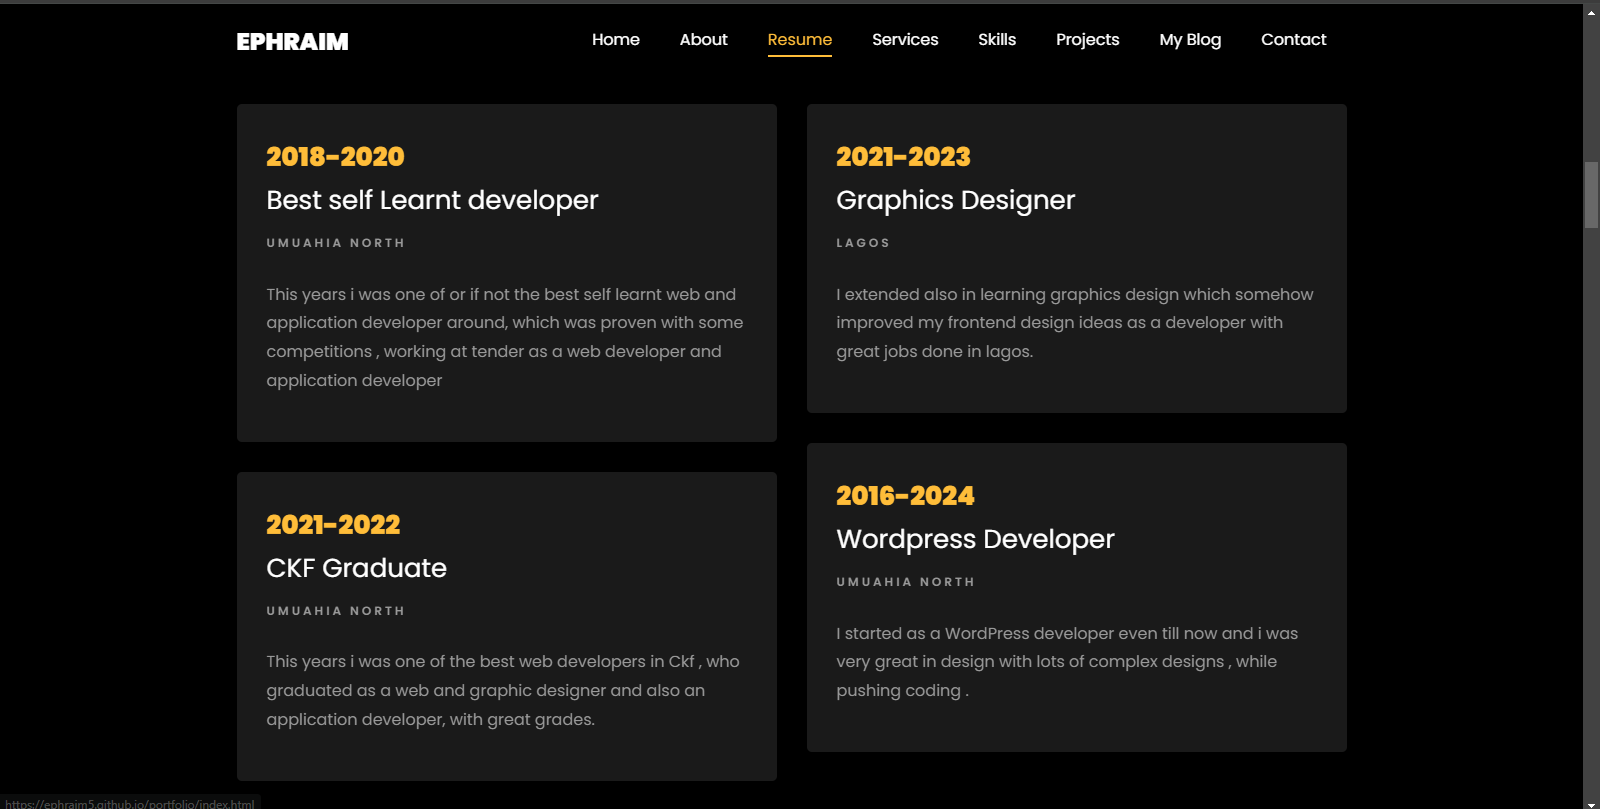 EPHRAIM
Home About Resume Services Skills Projects My Blog Contact
2018-2020
Best self Learnt developer
UMUAHIA NORTH
This years i was one of or if not the best self learnt web and
application developer around, which was proven with some
competitions , working at tender as a web developer and
application developer
2021-2022
CKF Graduate
UMUAHIA NORTH
This years i was one of the best web developers in Ckf , who
graduated as a web and graphic designer and also an
application developer, with great grades.
2021-2023
Graphics Designer
LAGOS
I extended also in learning graphics design which somehow
improved my frontend design ideas as a developer with
great jobs done in lagos.
2016-2024
Wordpress Developer
UMUAHIA NORTH
I started as a WordPress developer even till now and i was
very great in design with lots of complex designs , while
pushing coding .
https://ephraim5.github.io/portfolio/index.html